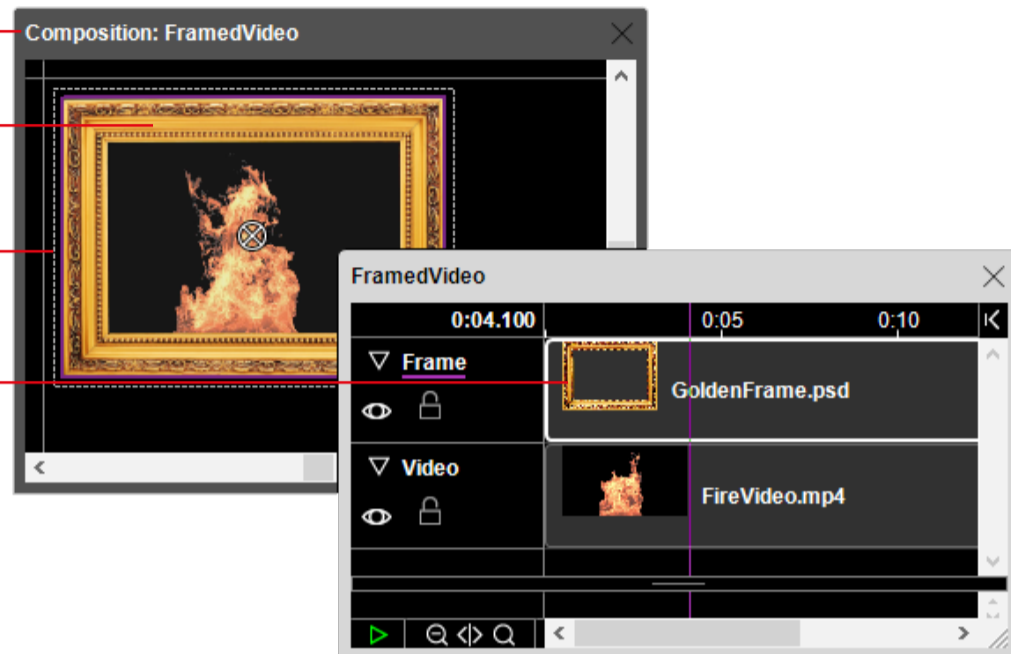 Composition: FramedVideo
FramedVideo
0:04.100 0:05 0:10
Frame
GoldenFrame.psd
Video
FireVideo.mp4